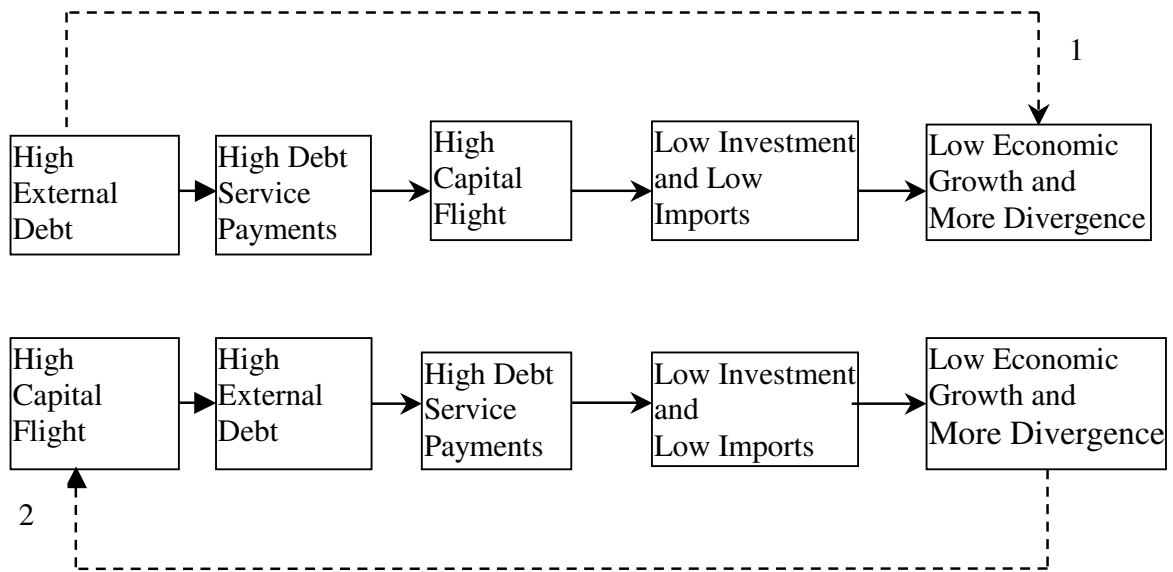 1
High
External
Debt
High Debt
Service
Payments
High
Capital
Flight
Low Investment
and Low
Imports
Low Economic
Growth and
More Divergence
High
Capital
Flight
High
External
Debt
High Debt
Service
Payments
Low Investment
and
Low Imports
Low Economic
Growth and
More Divergence
2